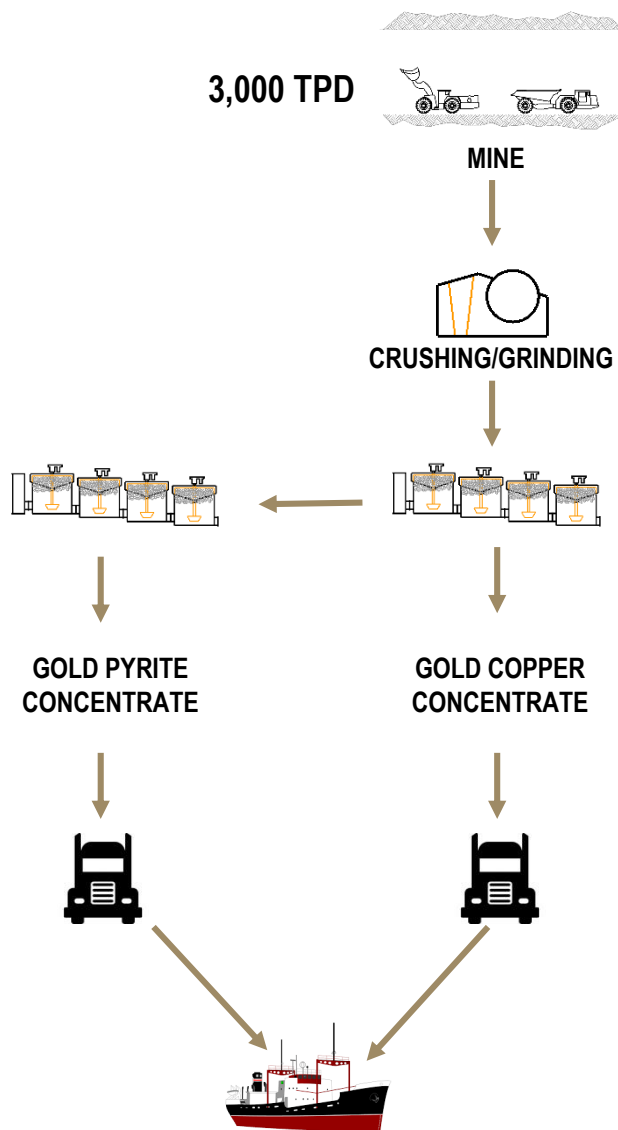 3,000 TPD
MINE
CRUSHING/GRINDING
GOLD PYRITE
CONCENTRATE
GOLD COPPER
CONCENTRATE